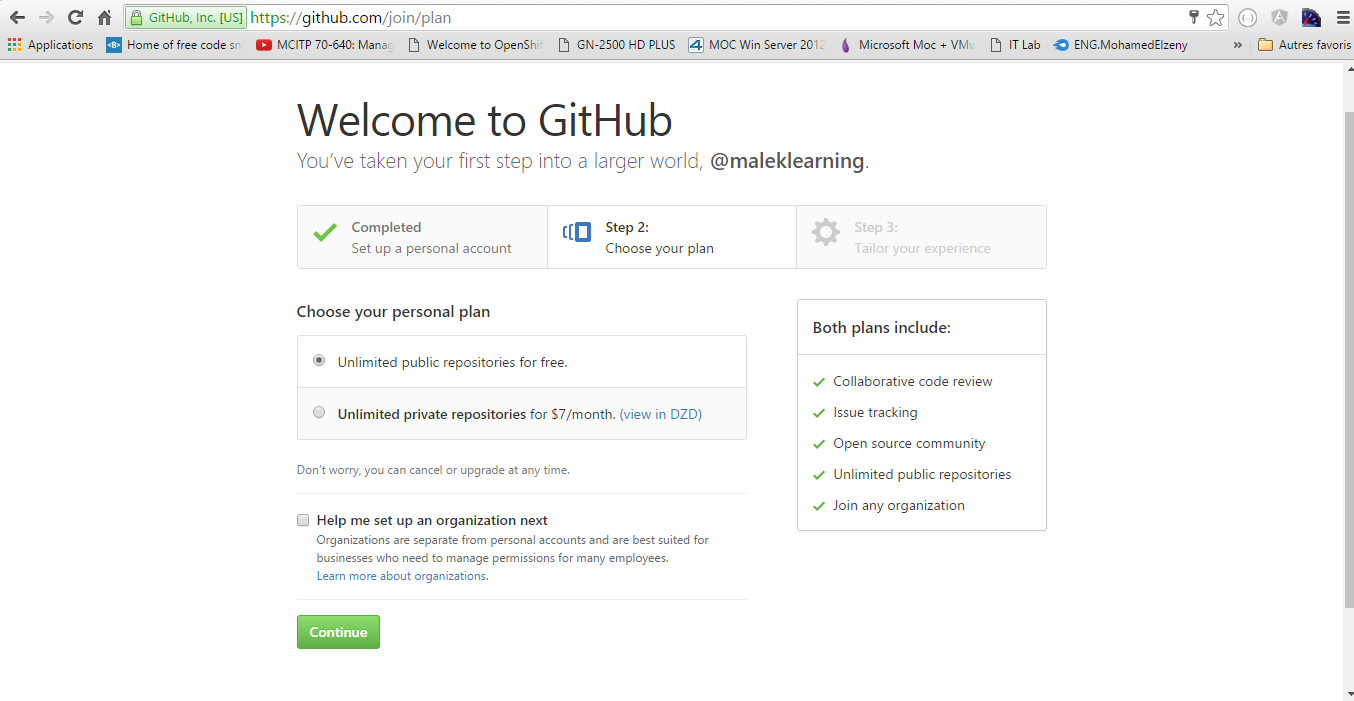 GitHub, Inc. [US] https://github.com/join/plan
Applications Home of free code sn MCITP 70-640: Manag Welcome to OpenShif GN-2500 HD PLUS MOC Win Server 2012 Microsoft Moc + VMw IT Lab ENG.MohamedElzeny » Autres favoris
Welcome to GitHub
You’ve taken your first step into a larger world, @maleklearning.
Completed
Set up a personal account
Step 2:
Choose your plan
Step 3:
Tailor your experience
Choose your personal plan
Unlimited public repositories for free.
Unlimited private repositories for $7/month. (view in DZD)
Don’t worry, you can cancel or upgrade at any time.
Help me set up an organization next
Organizations are separate from personal accounts and are best suited for
businesses who need to manage permissions for many employees.
Learn more about organizations.
Continue
Both plans include:
Collaborative code review
Issue tracking
Open source community
Unlimited public repositories
Join any organization